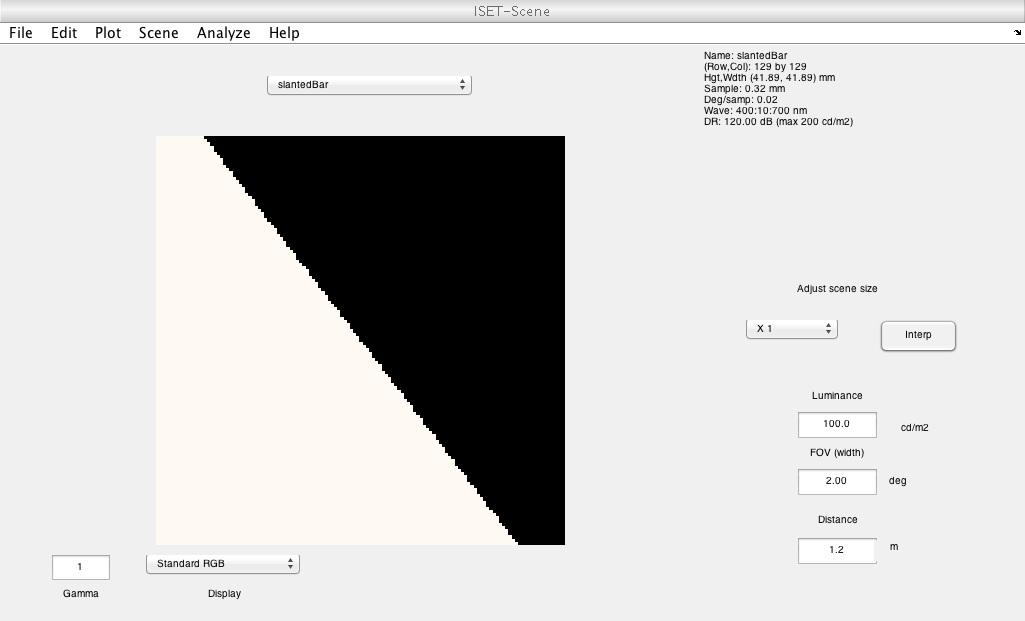 ISET-Scene
File Edit Plot Scene Analyze Help
slantedBar
Name: slantedBar
(Row,Col): 129 by 129
Hgt,Wdth (41.89, 41.89) mm
Sample: 0.32 mm
Deg/samp: 0.02
Wave: 400:10:700 nm
DR: 120.00 dB (max 200 cd/m2)
Adjust scene size
X 1
Interp
Luminance
100.0 cd/m2
FOV (width)
2.00 deg
Distance
1.2 m
1
Gamma
Standard RGB
Display